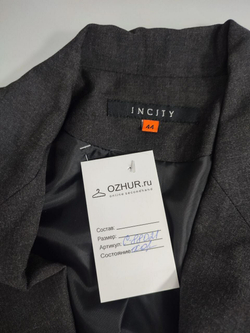 INCITY
44
OZHUR.ru
Состав:
Размер:
Артикул:
Состояние: